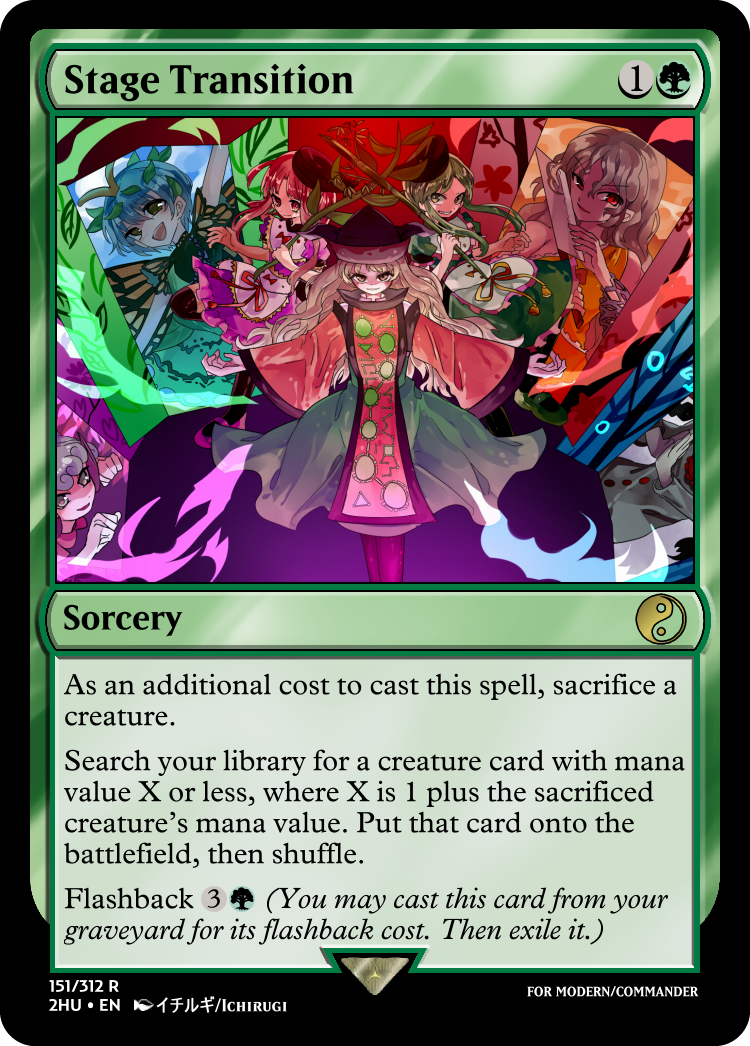 Stage Transition 1
Sorcery
As an additional cost to cast this spell, sacrifice a
creature.
Search your library for a creature card with mana
value X or less, where X is 1 plus the sacrificed
creature's mana value. Put that card onto the
battlefield, then shuffle.
Flashback 3 (You may cast this card from your
graveyard for its flashback cost. Then exile it.)
151/312 R
2HU • EN イチルギ/Ichirugi
FOR MODERN/COMMANDER